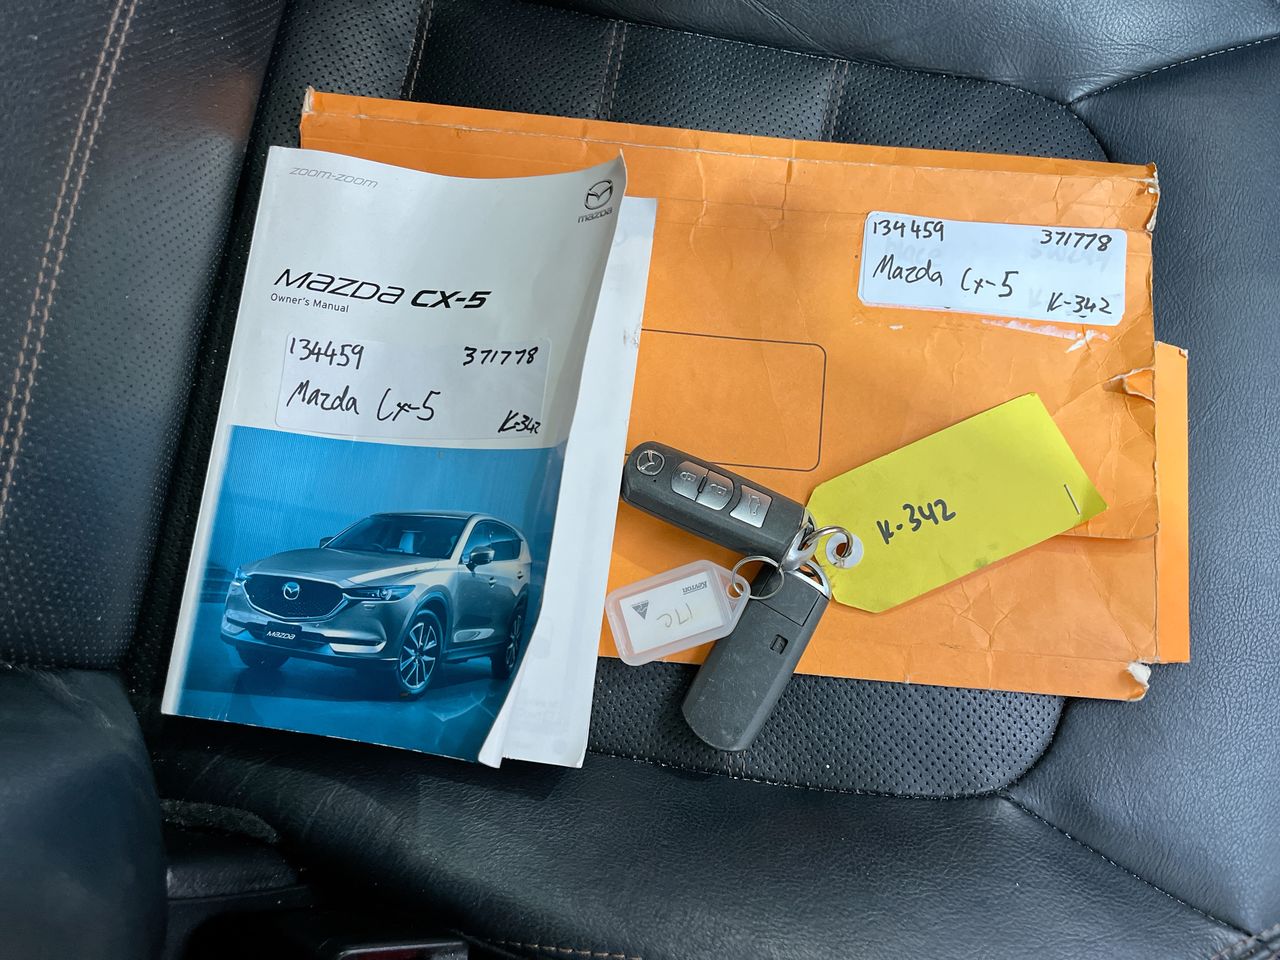 zoom-zoom
mazda
mazda CX-5
Owner's Manual
134459 371778
Mazda Cx-5
K-342
mazda
134459 371778
Mazda Cx-5
K-342
K-342
Kevron